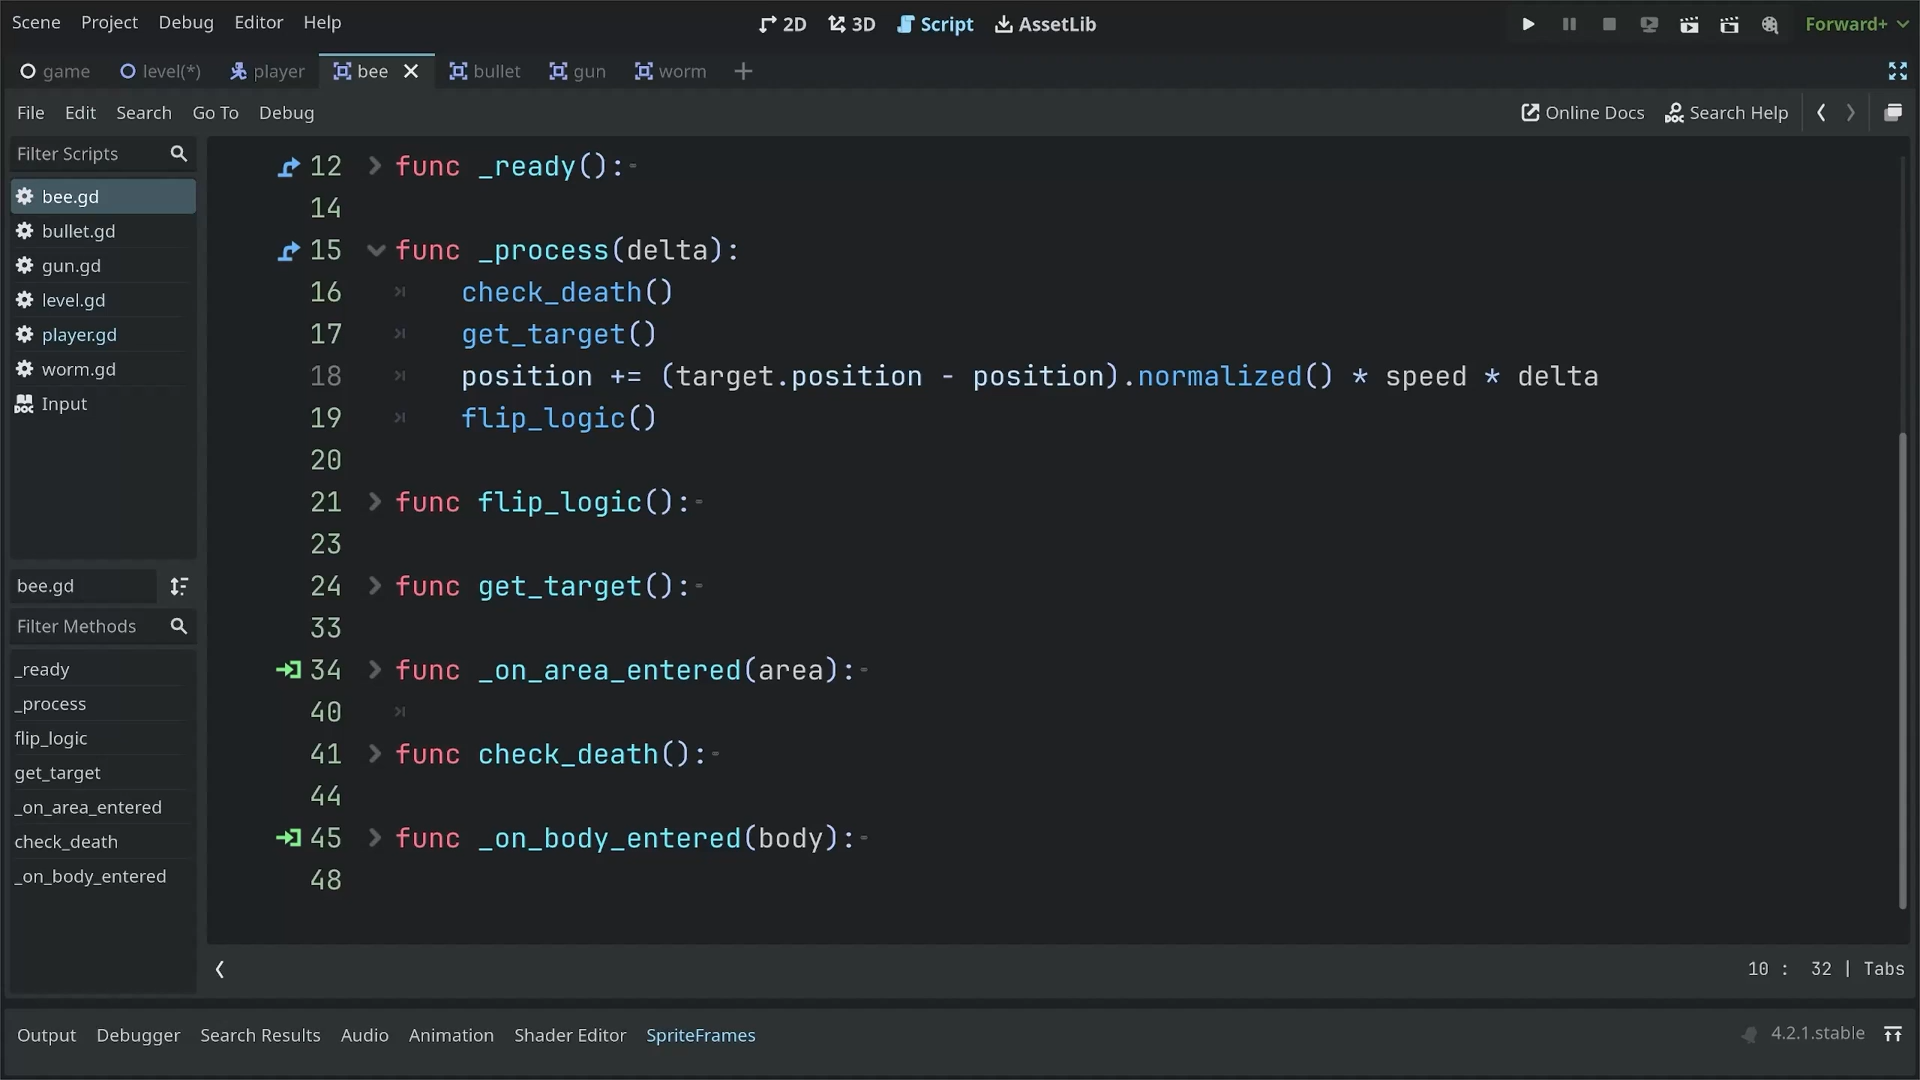 Scene Project Debug Editor Help
2D 3D Script AssetLib
Forward+
game level(*) player bee bullet gun worm
File Edit Search Go To Debug
Online Docs Search Help
Filter Scripts
bee.gd
bullet.gd
gun.gd
level.gd
player.gd
worm.gd
Input
bee.gd
Filter Methods
_ready
_process
flip_logic
get_target
_on_area_entered
check_death
_on_body_entered
12 func _ready():
14
15 func _process(delta):
16 check_death()
17 get_target()
18 position += (target.position - position).normalized() * speed * delta
19 flip_logic()
20
21 func flip_logic():
23
24 func get_target():
33
34 func _on_area_entered(area):
40
41 func check_death():
44
45 func _on_body_entered(body):
48
10 : 32 | Tabs
Output Debugger Search Results Audio Animation Shader Editor SpriteFrames
4.2.1.stable